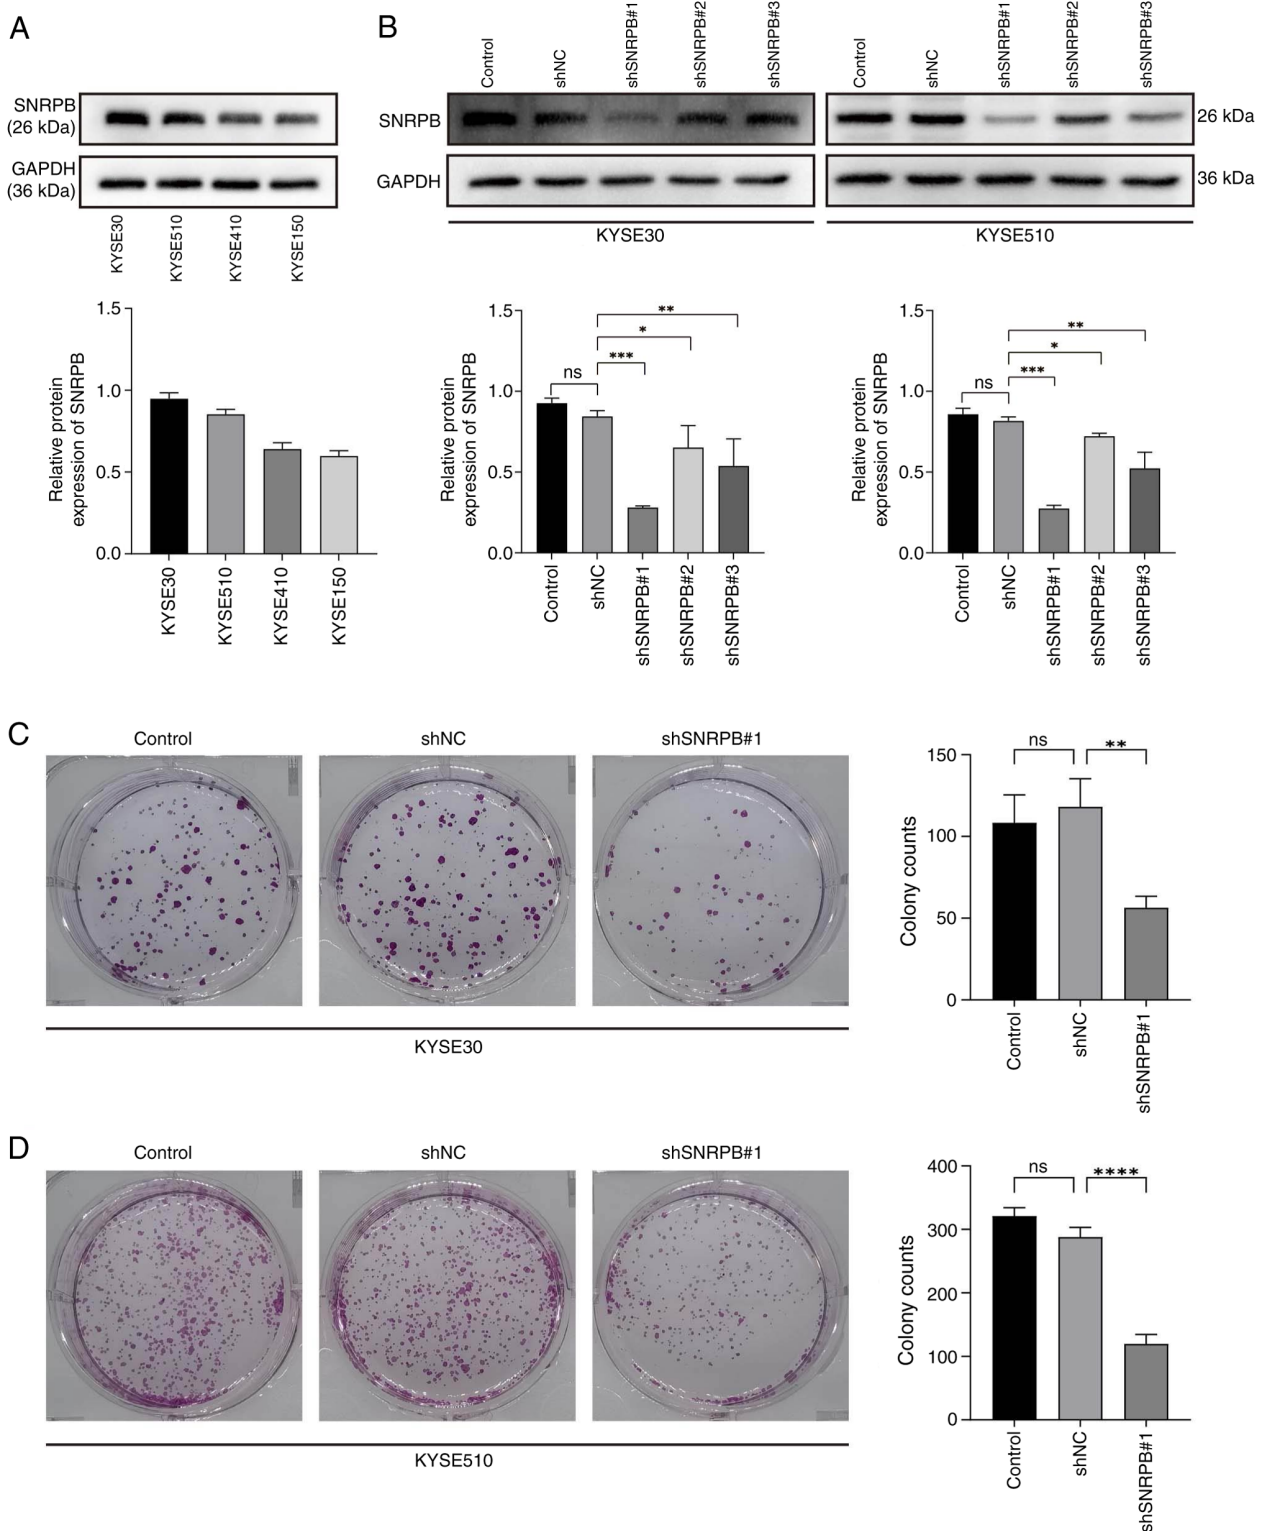 A
SNRPB
(26 kDa)
GAPDH
(36 kDa)
KYSE30
KYSE510
KYSE410
KYSE150
Relative protein
expression of SNRPB
1.5
1.0
0.5
0.0
KYSE30
KYSE510
KYSE410
KYSE150
B
Control
shNC
shSNRPB#1
shSNRPB#2
shSNRPB#3
Control
shNC
shSNRPB#1
shSNRPB#2
shSNRPB#3
SNRPB
26 kDa
GAPDH
36 kDa
KYSE30
KYSE510
Relative protein
expression of SNRPB
1.5
1.0
0.5
0.0
ns
***
*
**
Control
shNC
shSNRPB#1
shSNRPB#2
shSNRPB#3
Relative protein
expression of SNRPB
1.5
1.0
0.5
0.0
ns
***
*
**
Control
shNC
shSNRPB#1
shSNRPB#2
shSNRPB#3
C
Control
shNC
shSNRPB#1
KYSE30
Colony counts
150
100
50
0
ns
**
Control
shNC
shSNRPB#1
D
Control
shNC
shSNRPB#1
KYSE510
Colony counts
400
300
200
100
0
ns
****
Control
shNC
shSNRPB#1